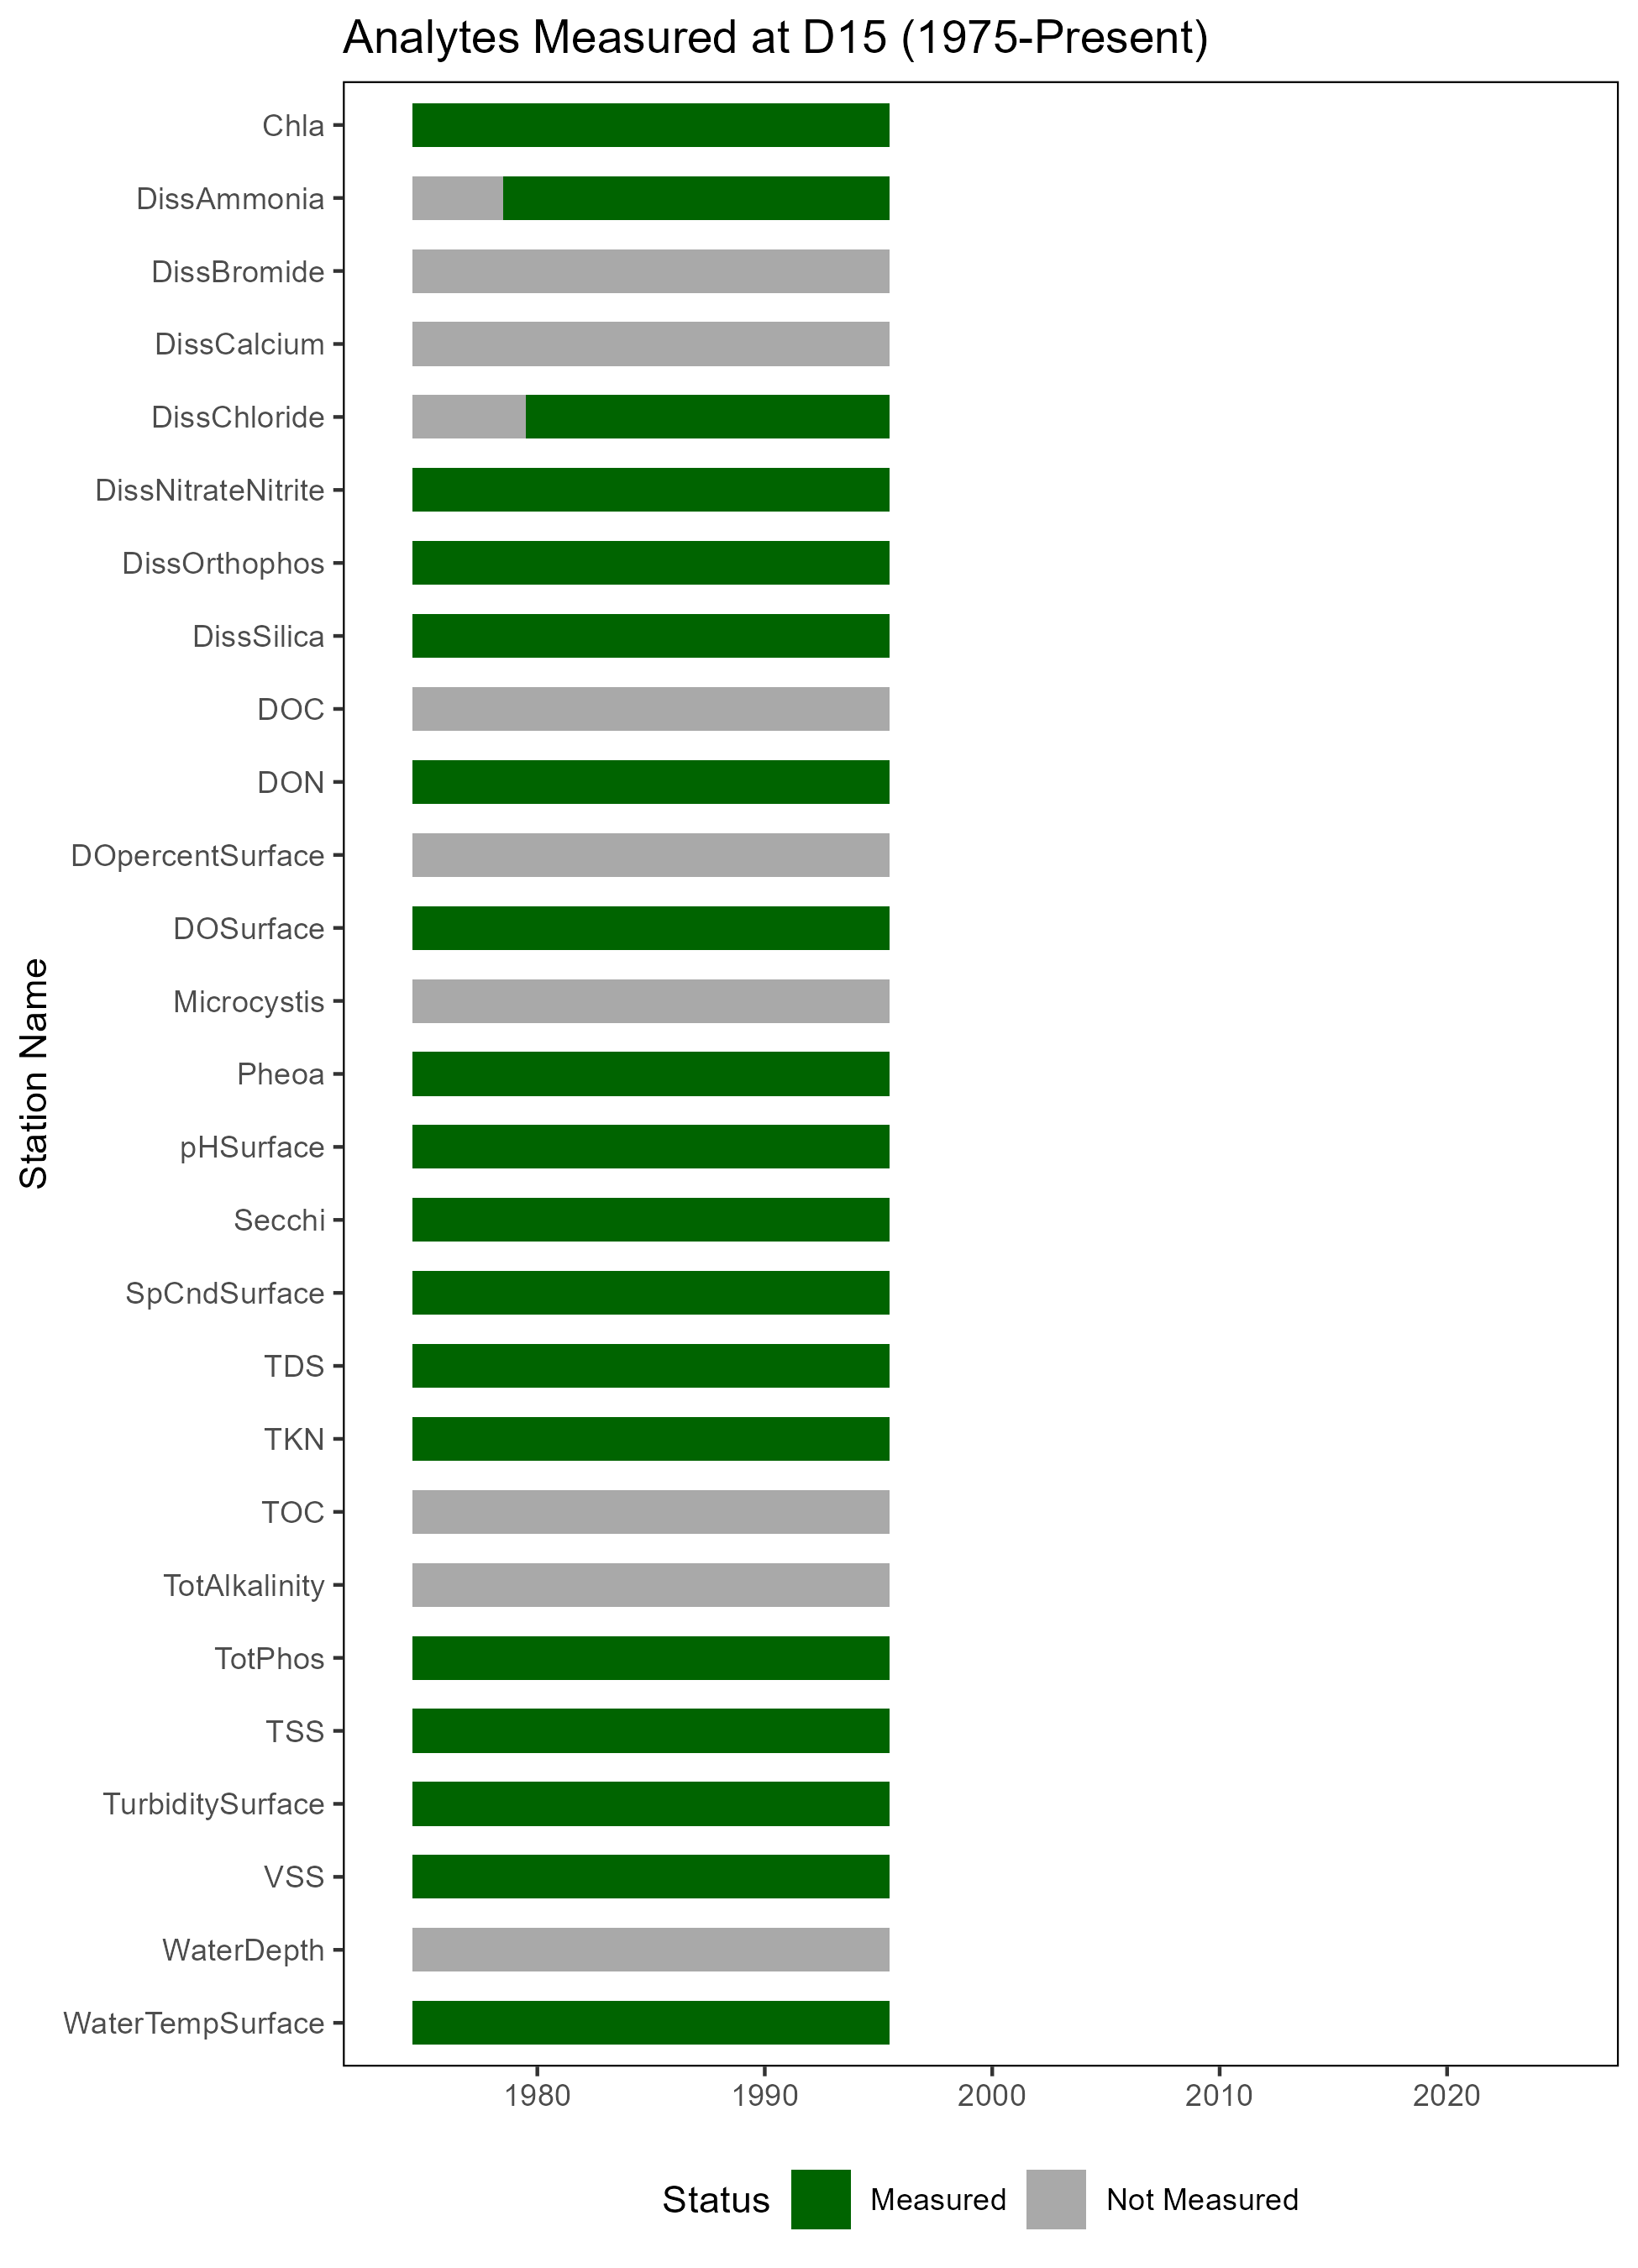 Analytes Measured at D15 (1975-Present)
Chla
DissAmmonia
DissBromide
DissCalcium
DissChloride
DissNitrateNitrite
DissOrthophos
DissSilica
DOC
DON
DOpercentSurface
DOSurface
Microcystis
Pheoa
pHSurface
Secchi
SpCndSurface
TDS
TKN
TOC
TotAlkalinity
TotPhos
TSS
TurbiditySurface
VSS
WaterDepth
WaterTempSurface
Station Name
1980 1990 2000 2010 2020
Status Measured Not Measured